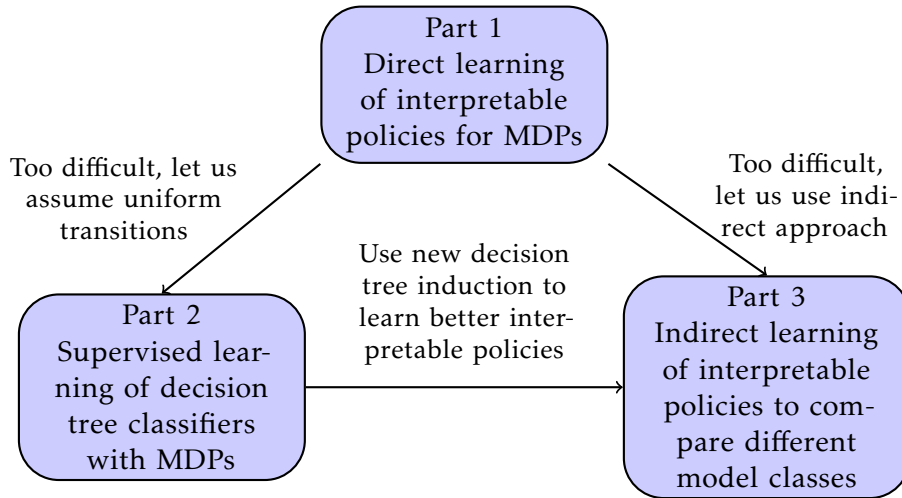 Part 1
Direct learning
of interpretable
policies for MDPs
Too difficult, let us
assume uniform
transitions
Too difficult,
let us use indi-
rect approach
Use new decision
tree induction to
learn better inter-
pretable policies
Part 2
Supervised lear-
ning of decision
tree classifiers
with MDPs
Part 3
Indirect learning
of interpretable
policies to com-
pare different
model classes